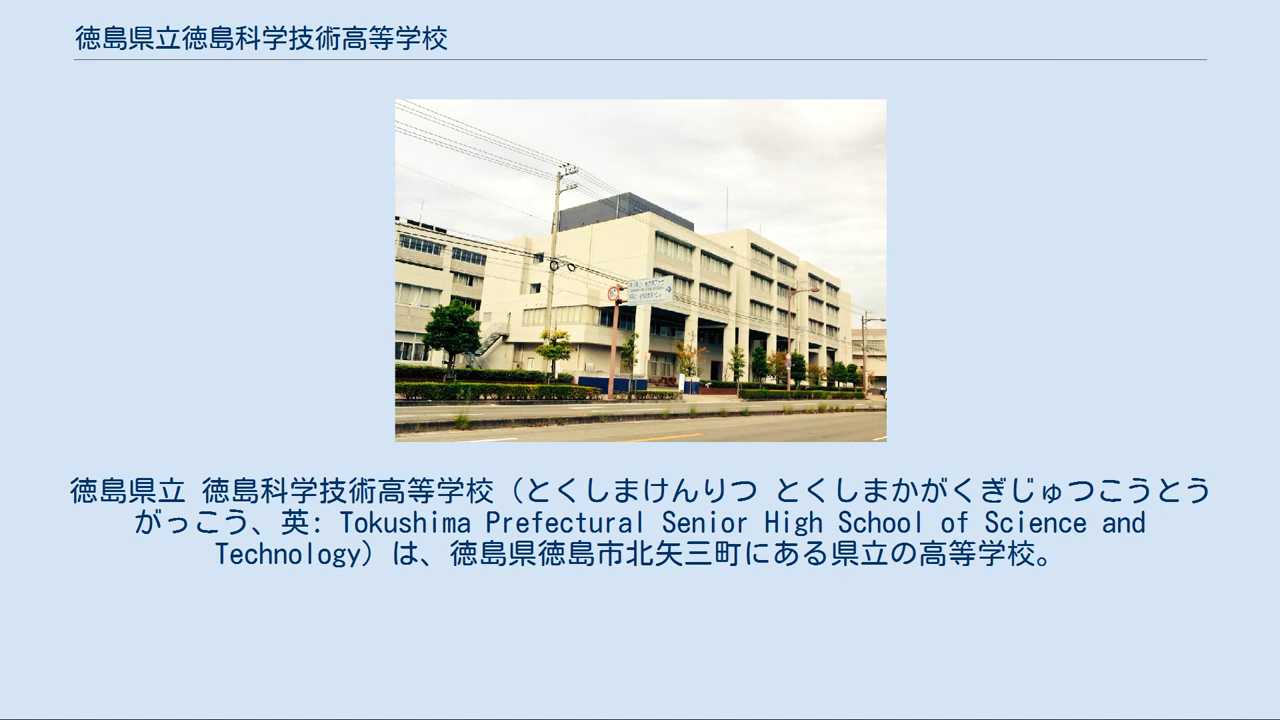 徳島県立徳島科学技術高等学校
徳島県立 徳島科学技術高等学校（とくしまけんりつ とくしまかがくぎじゅつこうとう
がっこう、英: Tokushima Prefectural Senior High School of Science and
Technology）は、徳島県徳島市北矢三町にある県立の高等学校。